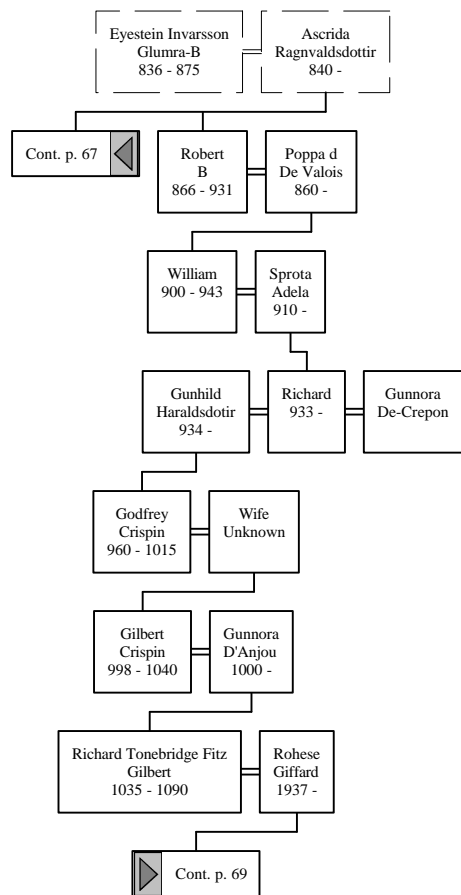 Eyestein Invarsson
Glumra-B
836 - 875
Ascrida
Ragnvaldsdottir
840 -
Cont. p. 67
Robert
B
866 - 931
Poppa d
De Valois
860 -
William
900 - 943
Sprota
Adela
910 -
Gunhild
Haraldsdotir
934 -
Richard
933 -
Gunnora
De-Crepon
Godfrey
Crispin
960 - 1015
Wife
Unknown
Gilbert
Crispin
998 - 1040
Gunnora
D'Anjou
1000 -
Richard Tonebridge Fitz
Gilbert
1035 - 1090
Rohese
Giffard
1937 -
Cont. p. 69